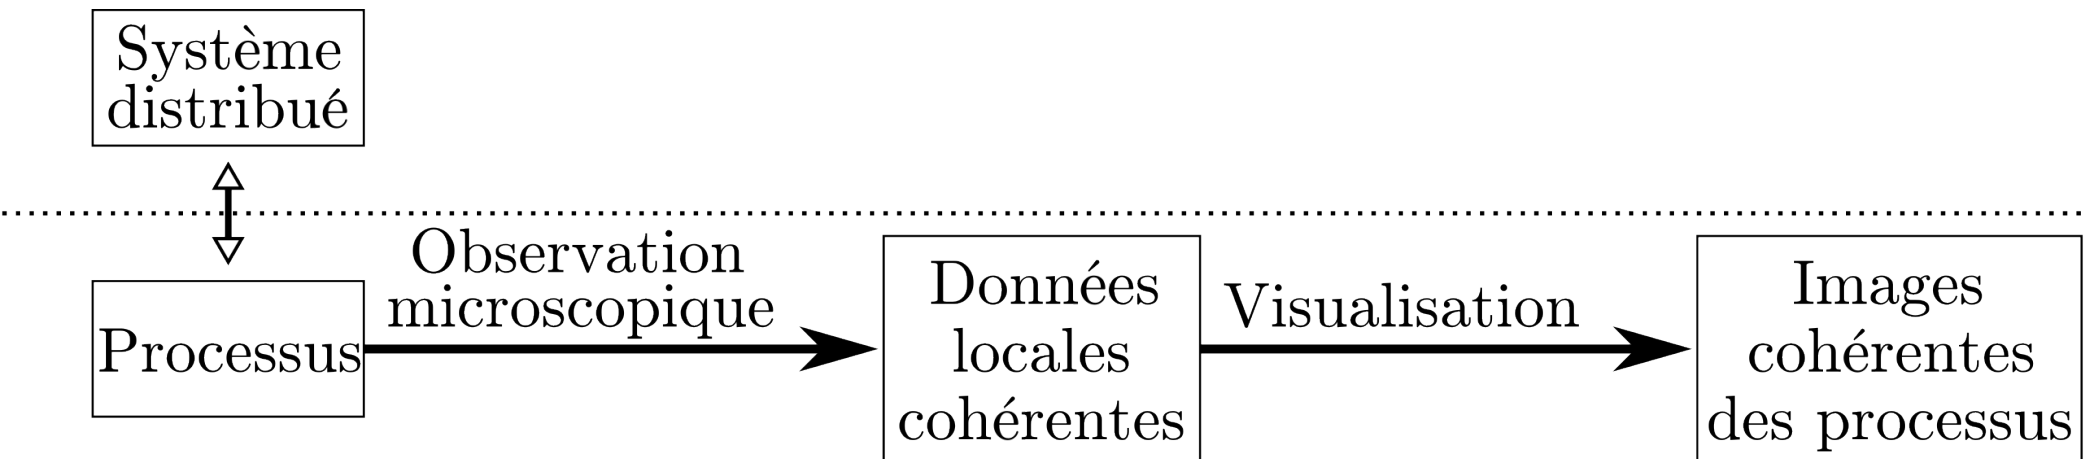 Système
distribué
Processus
Observation
microscopique
Données
locales
cohérentes
Visualisation
Images
cohérentes
des processus